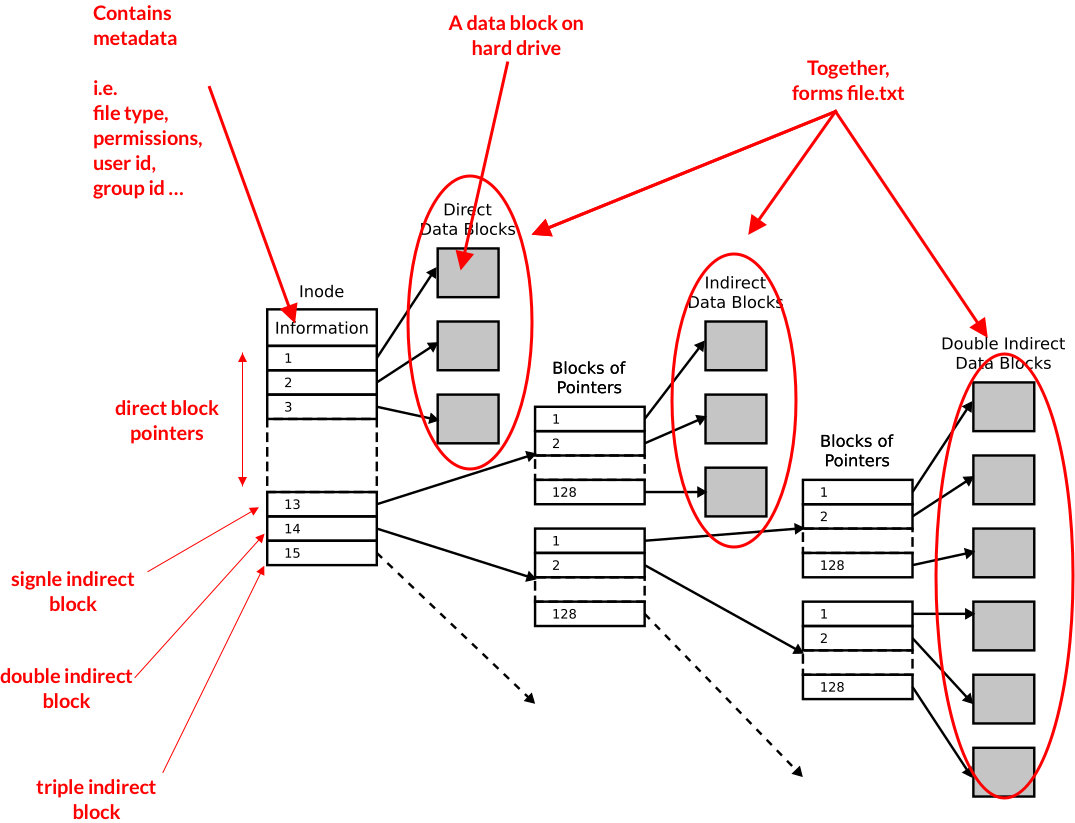 Contains
metadata
i.e.
file type,
permissions,
user id,
group id ...
A data block on
hard drive
Together,
forms file.txt
Direct
Data Blocks
Inode
Information
1
2
3
13
14
15
direct block
pointers
signle indirect
block
double indirect
block
triple indirect
block
Blocks of
Pointers
1
2
128
1
2
128
Indirect
Data Blocks
Blocks of
Pointers
1
2
128
1
2
128
Double Indirect
Data Blocks